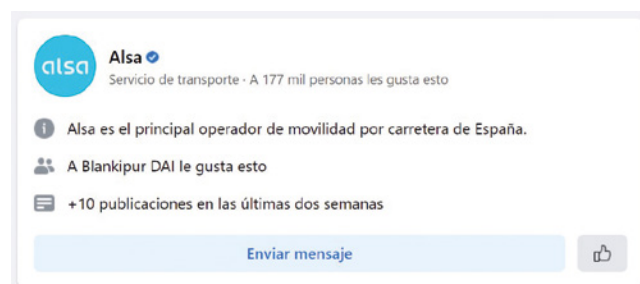 alsa
Alsa
Servicio de transporte · A 177 mil personas les gusta esto
Alsa es el principal operador de movilidad por carretera de España.
A Blankipur DAI le gusta esto
+10 publicaciones en las últimas dos semanas
Enviar mensaje